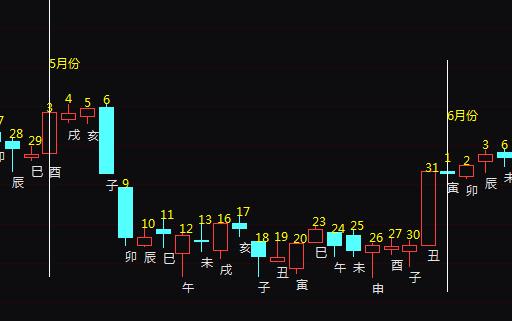 5月份
6月份
28
29
3
4
5
6
9
10
11
12
13
16
17
18
19
20
23
24
25
26
27
30
31
1
2
3
6
辰
巳
酉
戌
亥
子
卯
辰
巳
午
未
戌
亥
子
丑
寅
巳
午
未
申
酉
子
丑
寅
卯
辰
未